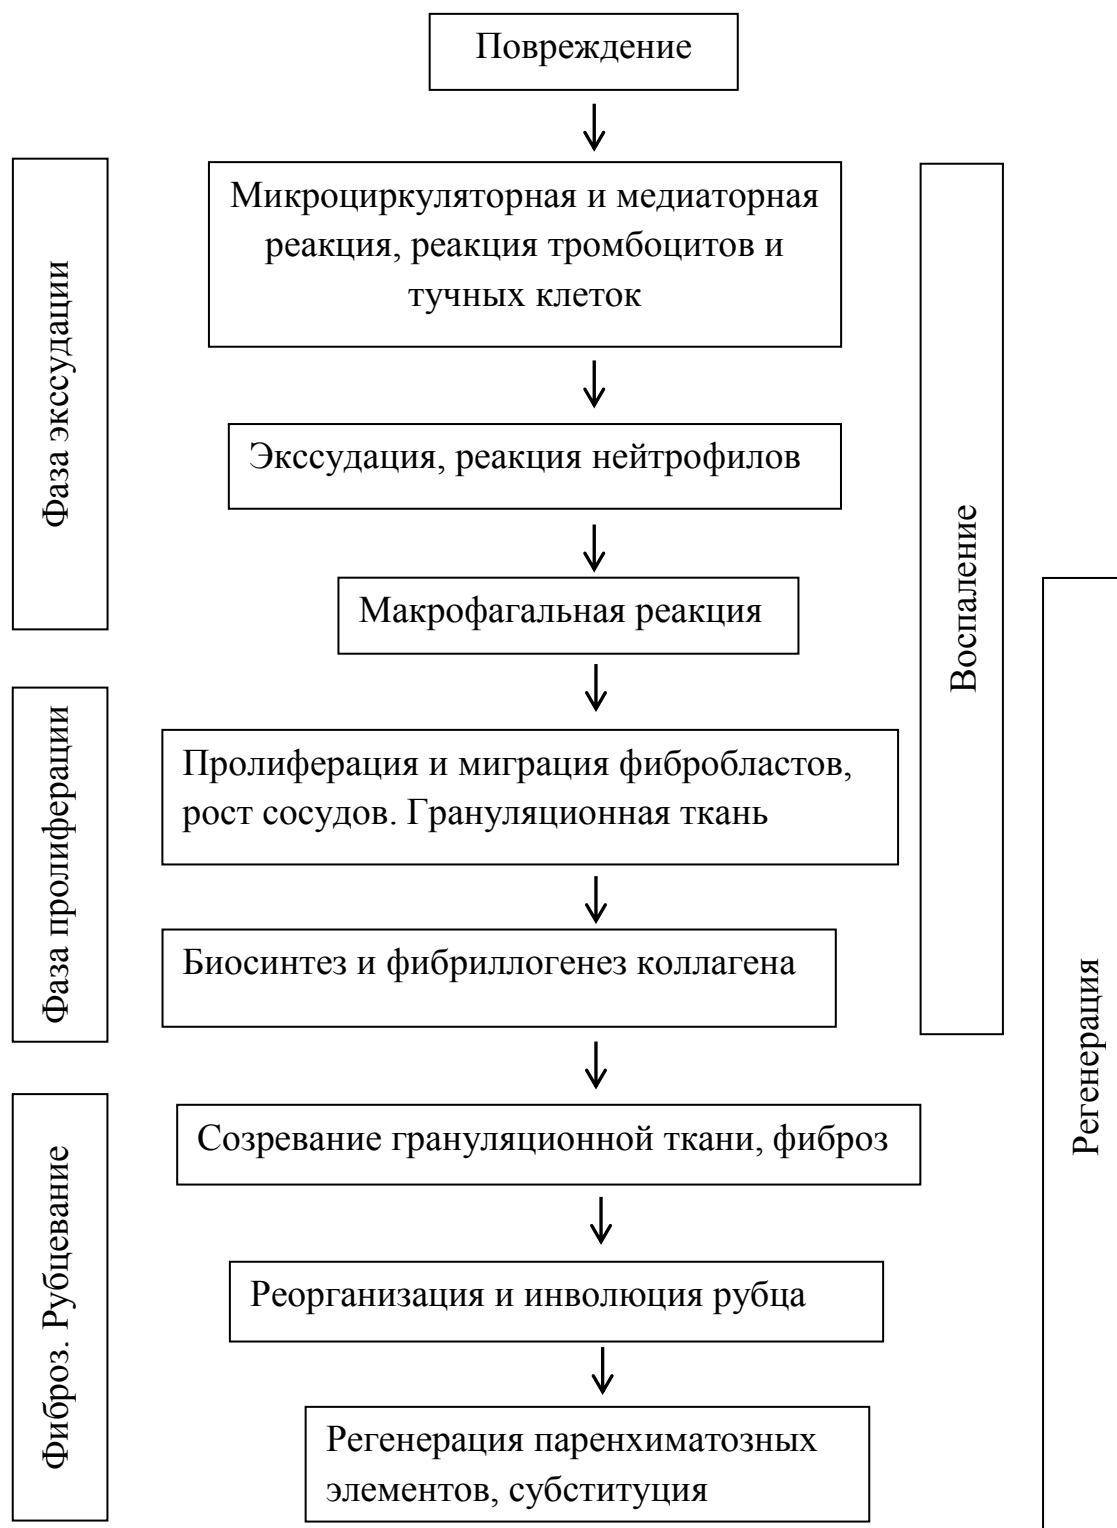 Повреждение
Фаза экссудации
Микроциркуляторная и медиаторная
реакция, реакция тромбоцитов и
тучных клеток
Экссудация, реакция нейтрофилов
Макрофагальная реакция
Воспаление
Фаза пролиферации
Пролиферация и миграция фибробластов,
рост сосудов. Грануляционная ткань
Биосинтез и фибриллогенез коллагена
Регенерация
Фиброз. Рубцевание
Созревание грануляционной ткани, фиброз
Реорганизация и инволюция рубца
Регенерация паренхиматозных
элементов, субституция